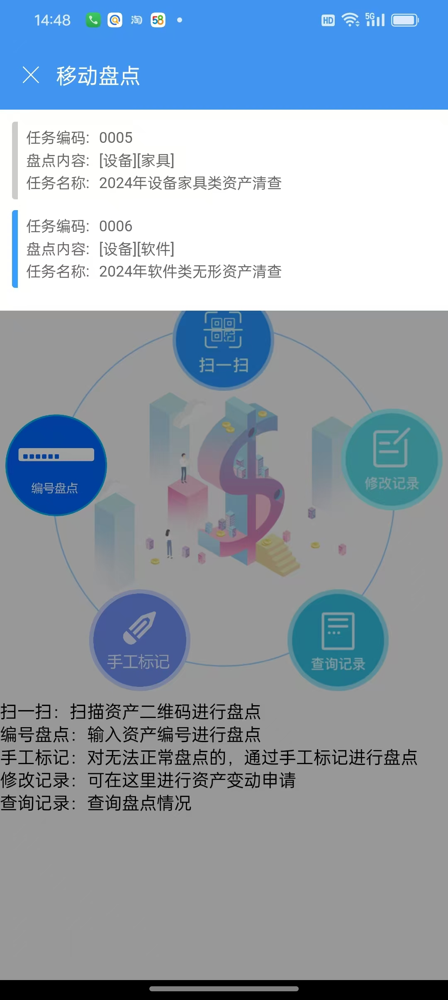 14:48
淘
58
HD
5G
移动盘点
任务编码: 0005
盘点内容: [设备][家具]
任务名称: 2024年设备家具类资产清查
任务编码: 0006
盘点内容: [设备][软件]
任务名称: 2024年软件类无形资产清查
扫一扫
编号盘点
修改记录
手工标记
查询记录
扫一扫：扫描资产二维码进行盘点
编号盘点：输入资产编号进行盘点
手工标记：对无法正常盘点的，通过手工标记进行盘点
修改记录：可在这里进行资产变动申请
查询记录：查询盘点情况